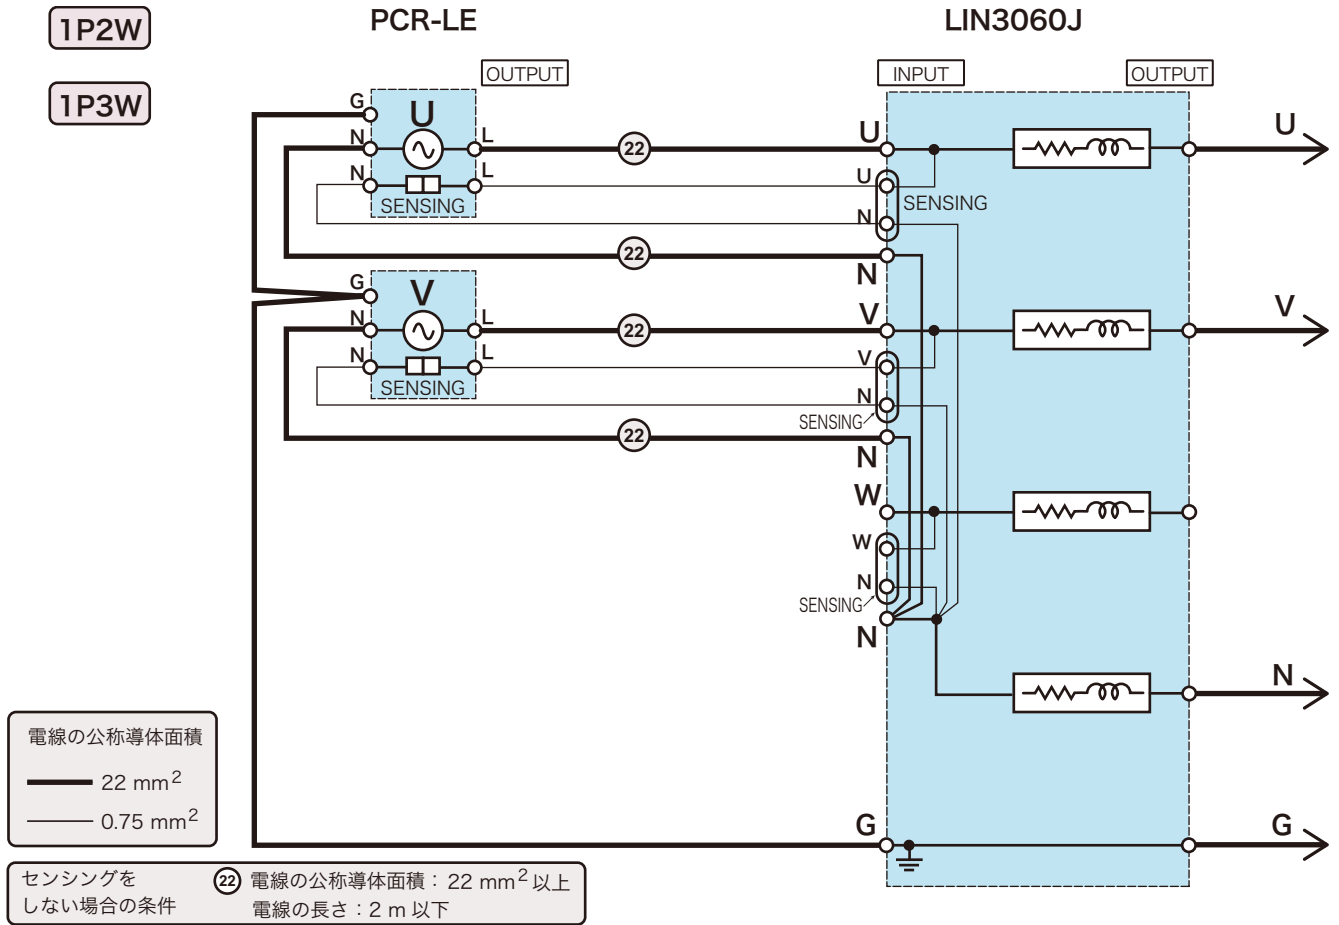 1P2W
PCR-LE
LIN3060J
1P3W
OUTPUT
INPUT
OUTPUT
G
U
N
L
22
U
U
N
L
U
SENSING
SENSING
N
22
N
G
V
N
L
22
V
V
N
L
V
SENSING
N
SENSING
22
N
W
W
N
SENSING
N
N
電線の公称導体面積
22 mm²
0.75 mm²
G
G
センシングを
しない場合の条件
22 電線の公称導体面積：22 mm²以上
電線の長さ：2 m 以下